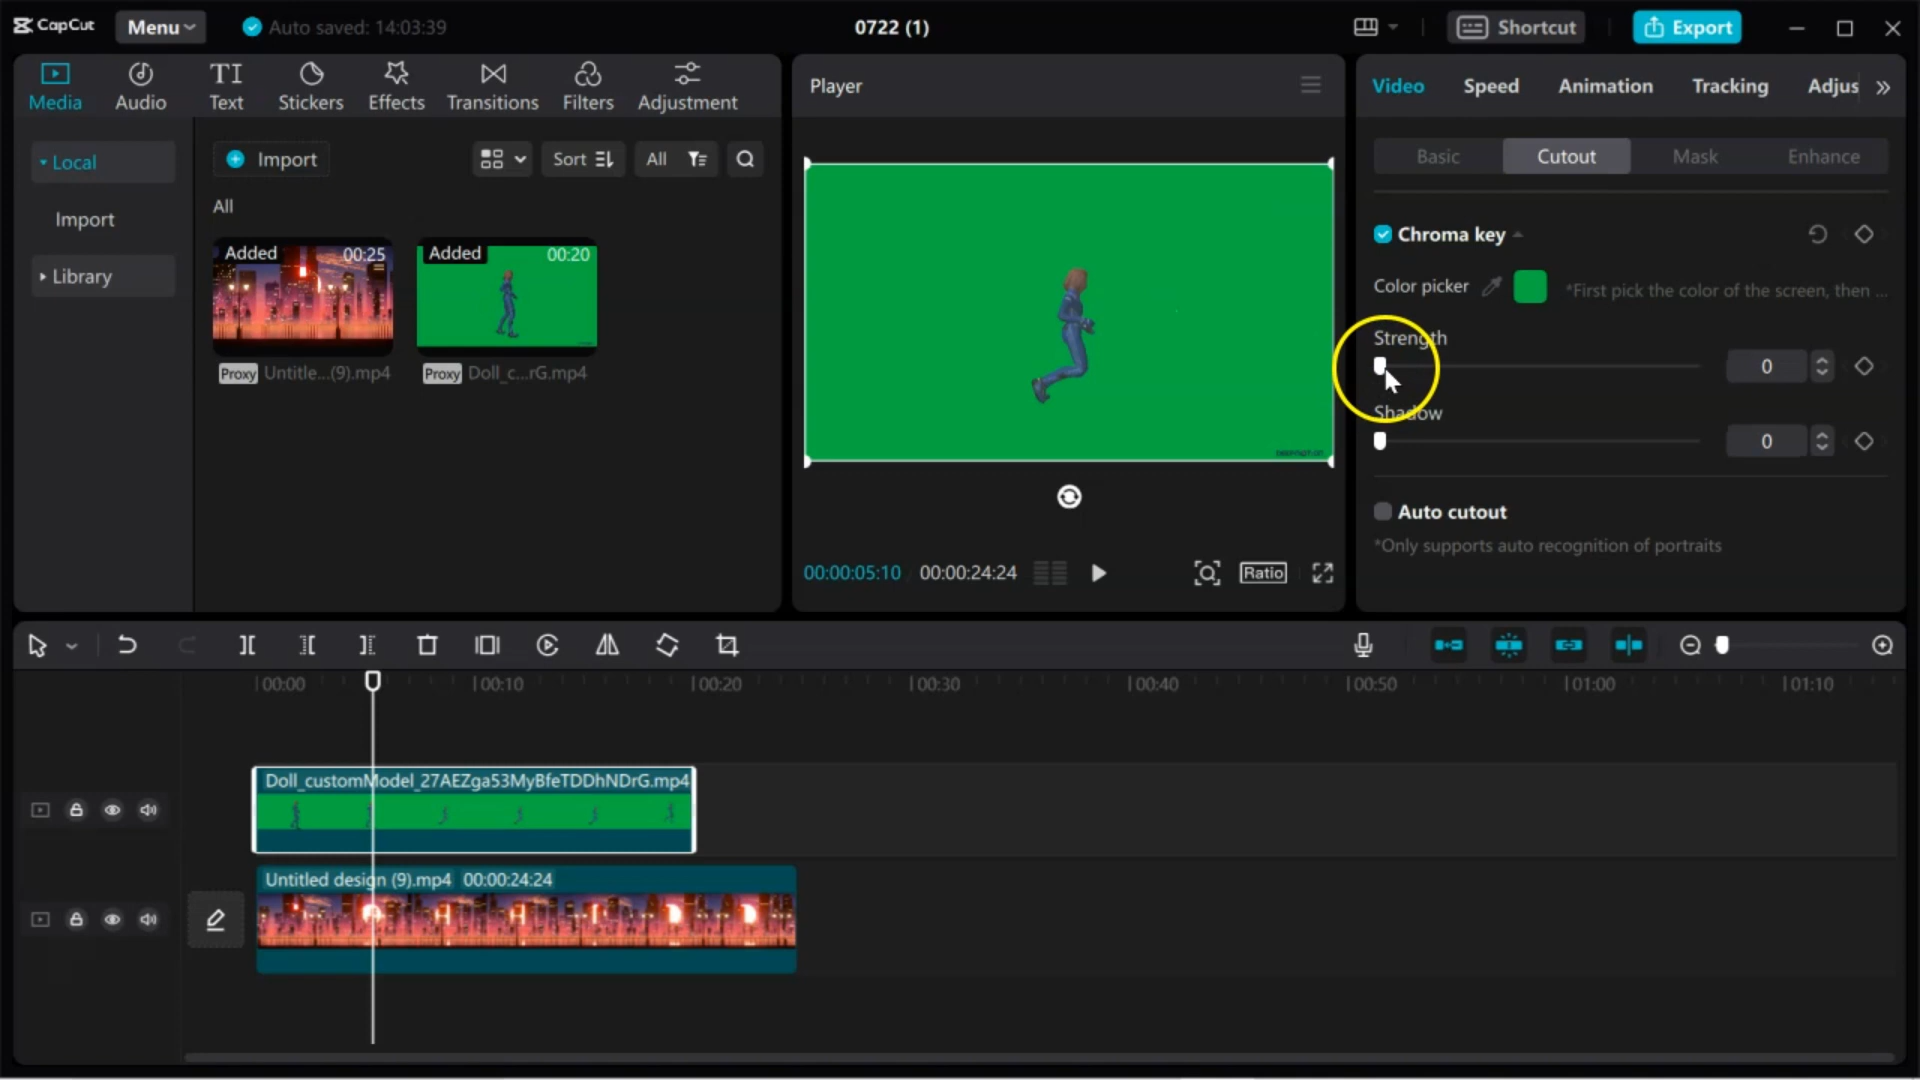 CapCut
Menu
Auto saved: 14:03:39
0722 (1)
Shortcut
Export
Media
Audio
TI
Text
Stickers
Effects
Transitions
Filters
Adjustment
Player
Video
Speed
Animation
Tracking
Adjus
Local
Import
Sort
All
Basic
Cutout
Mask
Enhance
Import
All
Library
Added
00:25
Added
00:20
Chroma key
Color picker
*First pick the color of the screen, then ...
Strength
0
Proxy Untitle...(9).mp4
Proxy Doll_c...rG.mp4
Shadow
0
Auto cutout
*Only supports auto recognition of portraits
00:00:05:10
00:00:24:24
Ratio
00:00
00:10
00:20
00:30
00:40
00:50
01:00
01:10
Doll_customModel_27AEZga53MyBfeTDDhNDrG.mp4
Untitled design (9).mp4 00:00:24:24